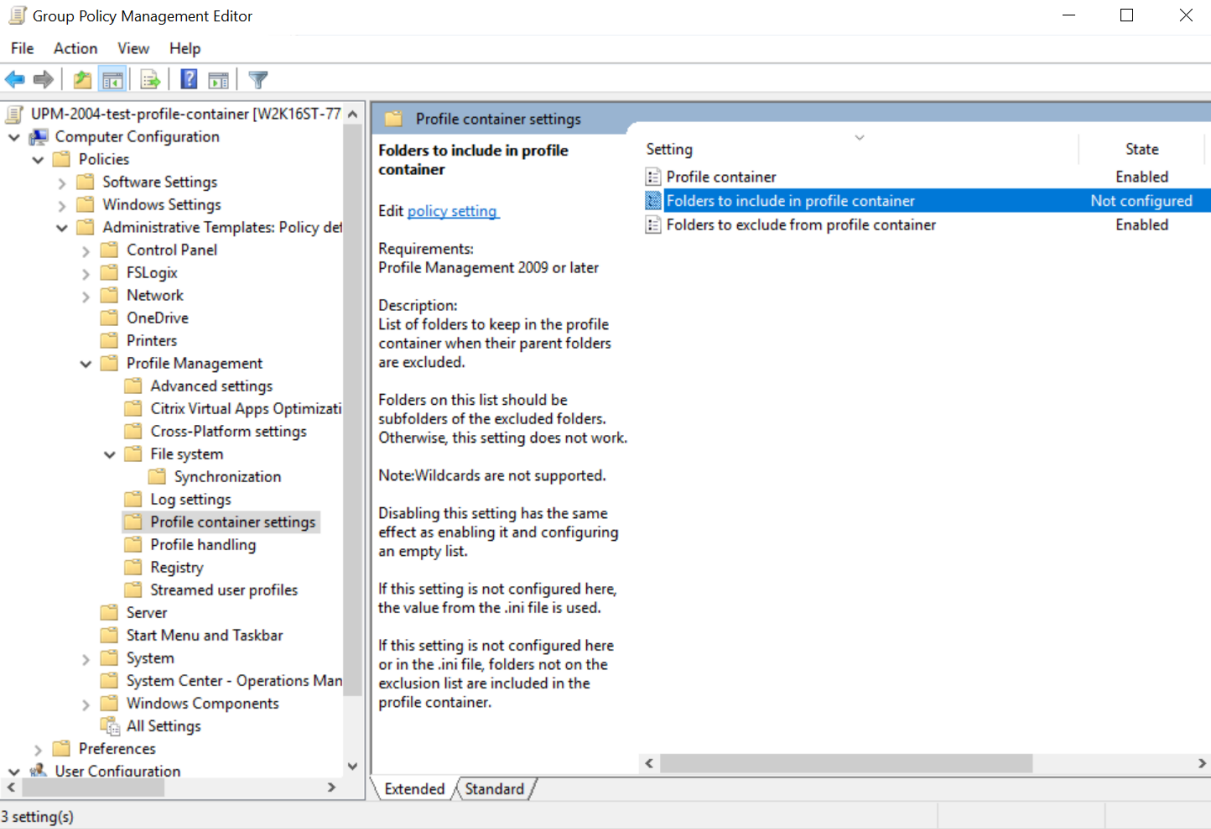 Group Policy Management Editor
File Action View Help
UPM-2004-test-profile-container [W2K16ST-77
Computer Configuration
Policies
Software Settings
Windows Settings
Administrative Templates: Policy def
Control Panel
FSLogix
Network
OneDrive
Printers
Profile Management
Advanced settings
Citrix Virtual Apps Optimizati
Cross-Platform settings
File system
Synchronization
Log settings
Profile container settings
Profile handling
Registry
Streamed user profiles
Server
Start Menu and Taskbar
System
System Center - Operations Man
Windows Components
All Settings
Preferences
User Configuration
Profile container settings
Folders to include in profile
container
Edit policy setting
Requirements:
Profile Management 2009 or later
Description:
List of folders to keep in the profile
container when their parent folders
are excluded.
Folders on this list should be
subfolders of the excluded folders.
Otherwise, this setting does not work.
Note:Wildcards are not supported.
Disabling this setting has the same
effect as enabling it and configuring
an empty list.
If this setting is not configured here,
the value from the .ini file is used.
If this setting is not configured here
or in the .ini file, folders not on the
exclusion list are included in the
profile container.
Setting State
Profile container Enabled
Folders to include in profile container Not configured
Folders to exclude from profile container Enabled
Extended Standard
3 setting(s)